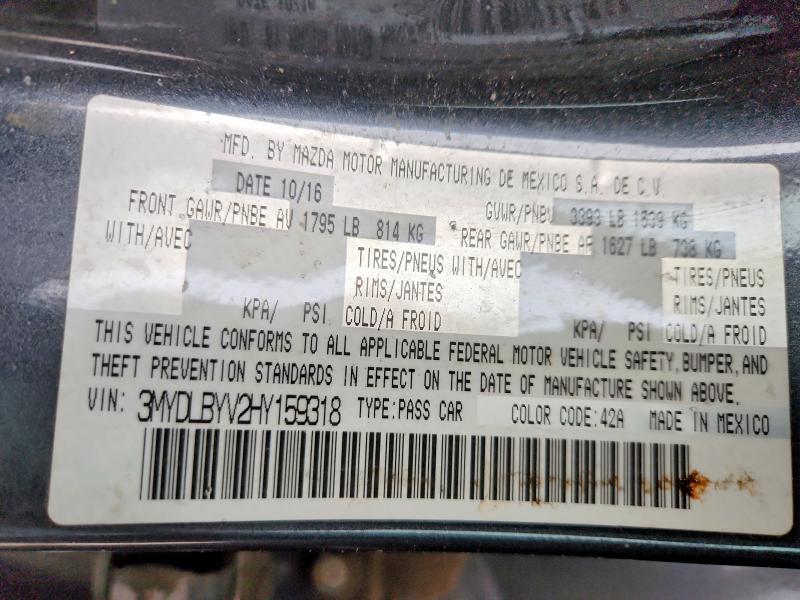 MFD. BY MAZDA MOTOR MANUFACTURING DE MEXICO S.A. DE C.V.
DATE 10/16 GVWR/PNBV 3393 LB 1539 KG
FRONT GAWR/PNBE AV 1795 LB 814 KG REAR GAWR/PNBE AR 1627 LB 738 KG
WITH/AVEC TIRES/PNEUS WITH/AVEC TIRES/PNEUS
RIMS/JANTES RIMS/JANTES
KPA/ PSI COLD/A FROID KPA/ PSI COLD/A FROID
THIS VEHICLE CONFORMS TO ALL APPLICABLE FEDERAL MOTOR VEHICLE SAFETY, BUMPER, AND
THEFT PREVENTION STANDARDS IN EFFECT ON THE DATE OF MANUFACTURE SHOWN ABOVE.
VIN: 3MYDLBYV2HY159318 TYPE:PASS CAR COLOR CODE:42A MADE IN MEXICO